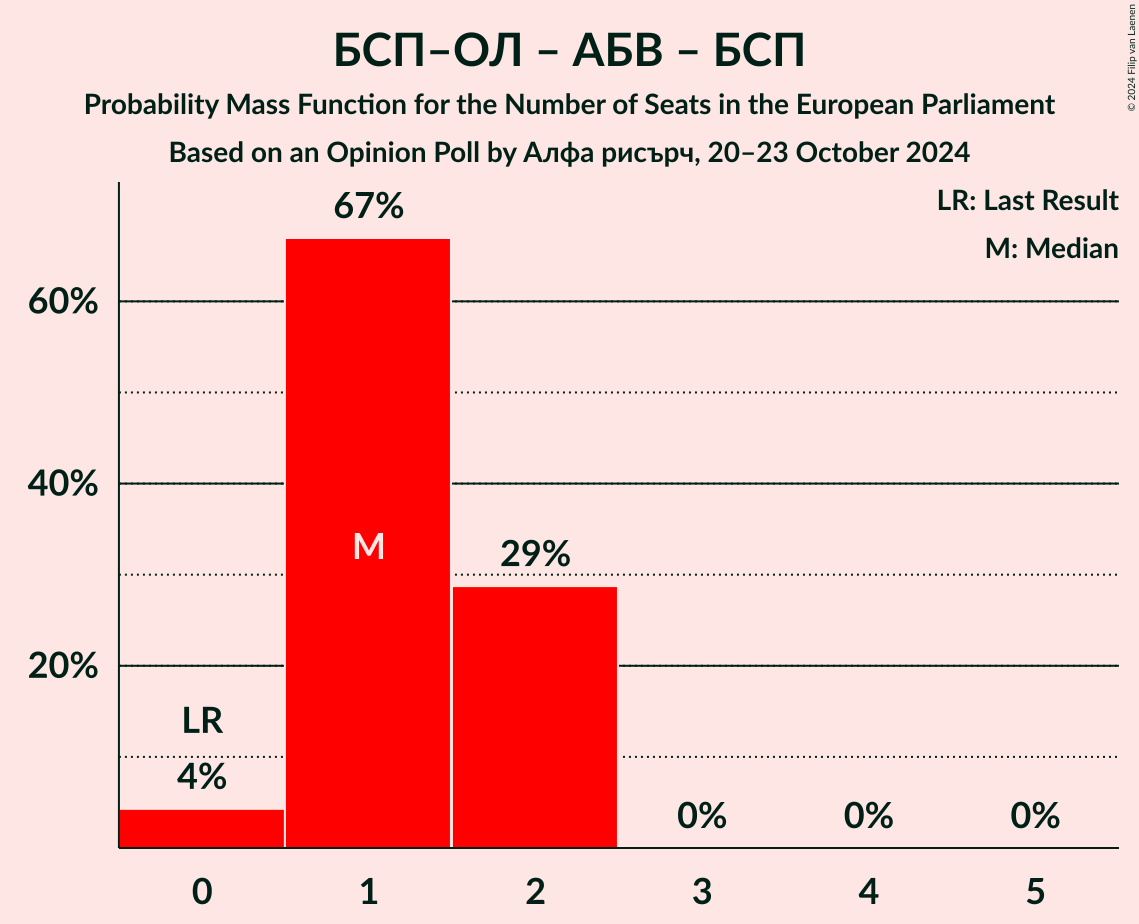 БСП–ОЛ – АБВ – БСП
Probability Mass Function for the Number of Seats in the European Parliament
Based on an Opinion Poll by Алфа рисърч, 20–23 October 2024
© 2024 Filip van Laenen
LR: Last Result
M: Median
67%
60%
40%
M
29%
20%
LR
4%
0%
0%
0%
0
1
2
3
4
5